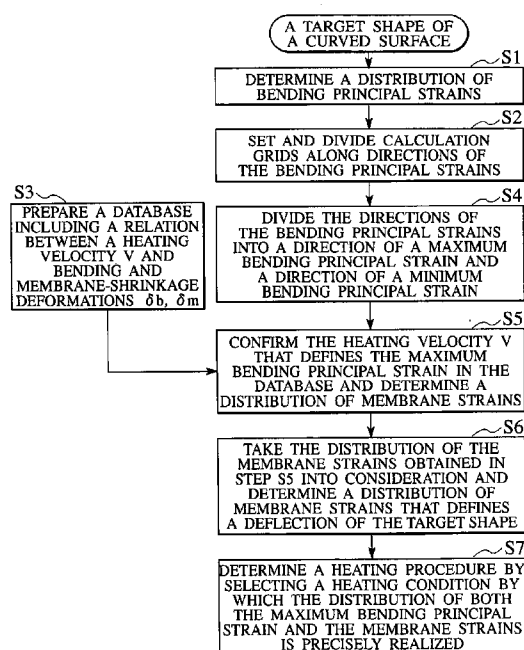 A TARGET SHAPE OF
A CURVED SURFACE
S1
DETERMINE A DISTRIBUTION OF
BENDING PRINCIPAL STRAINS
S2
SET AND DIVIDE CALCULATION
GRIDS ALONG DIRECTIONS OF
THE BENDING PRINCIPAL STRAINS
S3
PREPARE A DATABASE
INCLUDING A RELATION
BETWEEN A HEATING
VELOCITY V AND
BENDING AND
MEMBRANE-SHRINKAGE
DEFORMATIONS δb, δm
S4
DIVIDE THE DIRECTIONS OF
THE BENDING PRINCIPAL STRAINS
INTO A DIRECTION OF A MAXIMUM
BENDING PRINCIPAL STRAIN AND
A DIRECTION OF A MINIMUM
BENDING PRINCIPAL STRAIN
S5
CONFIRM THE HEATING VELOCITY V
THAT DEFINES THE MAXIMUM
BENDING PRINCIPAL STRAIN IN THE
DATABASE AND DETERMINE A
DISTRIBUTION OF MEMBRANE STRAINS
S6
TAKE THE DISTRIBUTION OF THE
MEMBRANE STRAINS OBTAINED IN
STEP S5 INTO CONSIDERATION AND
DETERMINE A DISTRIBUTION OF
MEMBRANE STRAINS THAT DEFINES
A DEFLECTION OF THE TARGET SHAPE
S7
DETERMINE A HEATING PROCEDURE BY
SELECTING A HEATING CONDITION BY
WHICH THE DISTRIBUTION OF BOTH
THE MAXIMUM BENDING PRINCIPAL
STRAIN AND THE MEMBRANE STRAINS
IS PRECISELY REALIZED